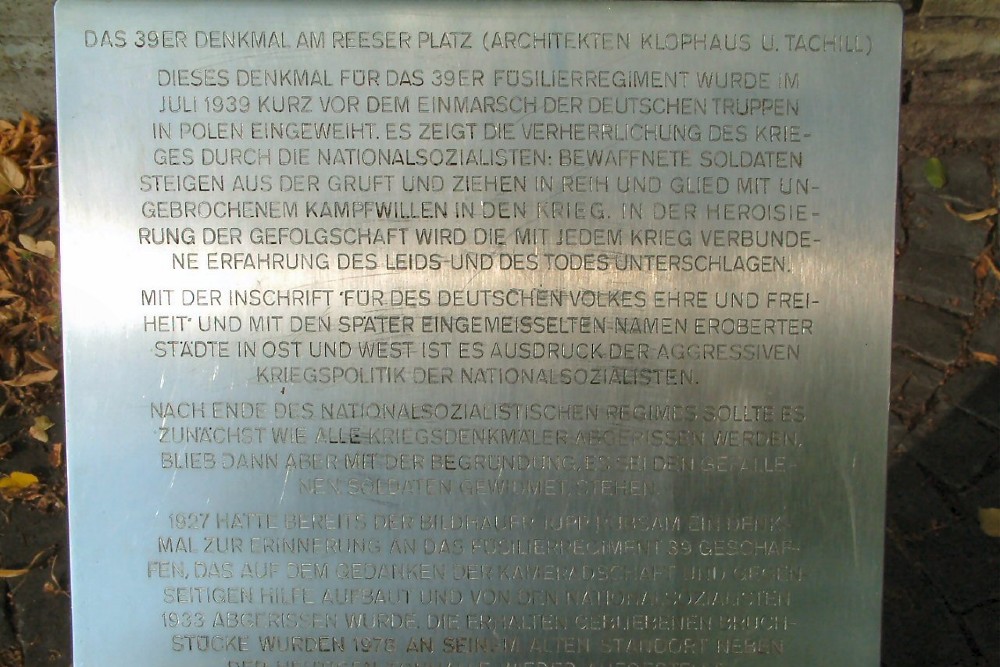 DAS 39ER DENKMAL AM REESER PLATZ (ARCHITEKTEN KLOPHAUS U. TACHILL)
DIESES DENKMAL FÜR DAS 39ER FÜSILIERREGIMENT WURDE IM
JULI 1939 KURZ VOR DEM EINMARSCH DER DEUTSCHEN TRUPPEN
IN POLEN EINGEWEIHT. ES ZEIGT DIE VERHERRLICHUNG DES KRIE-
GES DURCH DIE NATIONALSOZIALISTEN: BEWAFFNETE SOLDATEN
STEIGEN AUS DER GRUFT UND ZIEHEN IN REIH UND GLIED MIT UN-
GEBROCHENEM KAMPFWILLEN IN DEN KRIEG. IN DER HEROISIE-
RUNG DER GEFOLGSCHAFT WIRD DIE MIT JEDEM KRIEG VERBUNDE-
NE ERFAHRUNG DES LEIDS UND DES TODES UNTERSCHLAGEN.
MIT DER INSCHRIFT 'FÜR DES DEUTSCHEN VOLKES EHRE UND FREI-
HEIT' UND MIT DEN SPÄTER EINGEMEISSELTEN NAMEN EROBERTER
STÄDTE IN OST UND WEST IST ES AUSDRUCK DER AGGRESSIVEN
KRIEGSPOLITIK DER NATIONALSOZIALISTEN.
NACH ENDE DES NATIONALSOZIALISTISCHEN REGIMES SOLLTE ES
ZUNÄCHST WIE ALLE KRIEGSDENKMÄLER ABGERISSEN WERDEN,
BLIEB DANN ABER MIT DER BEGRÜNDUNG, ES SEI DEN GEFALLE-
NEN SOLDATEN GEWIDMET, STEHEN.
1927 HATTE BEREITS DER BILDHAUER JUPP RÜBSAM EIN DENK-
MAL ZUR ERINNERUNG AN DAS FÜSILIERREGIMENT 39 GESCHAF-
FEN, DAS AUF DEM GEDANKEN DER KAMERADSCHAFT UND GEGEN-
SEITIGEN HILFE AUFBAUT UND VON DEN NATIONALSOZIALISTEN
1933 ABGERISSEN WURDE. DIE ERHALTEN GEBLIEBENEN BRUCH-
STÜCKE WURDEN 1978 AN SEINEM ALTEN STANDORT NEBEN